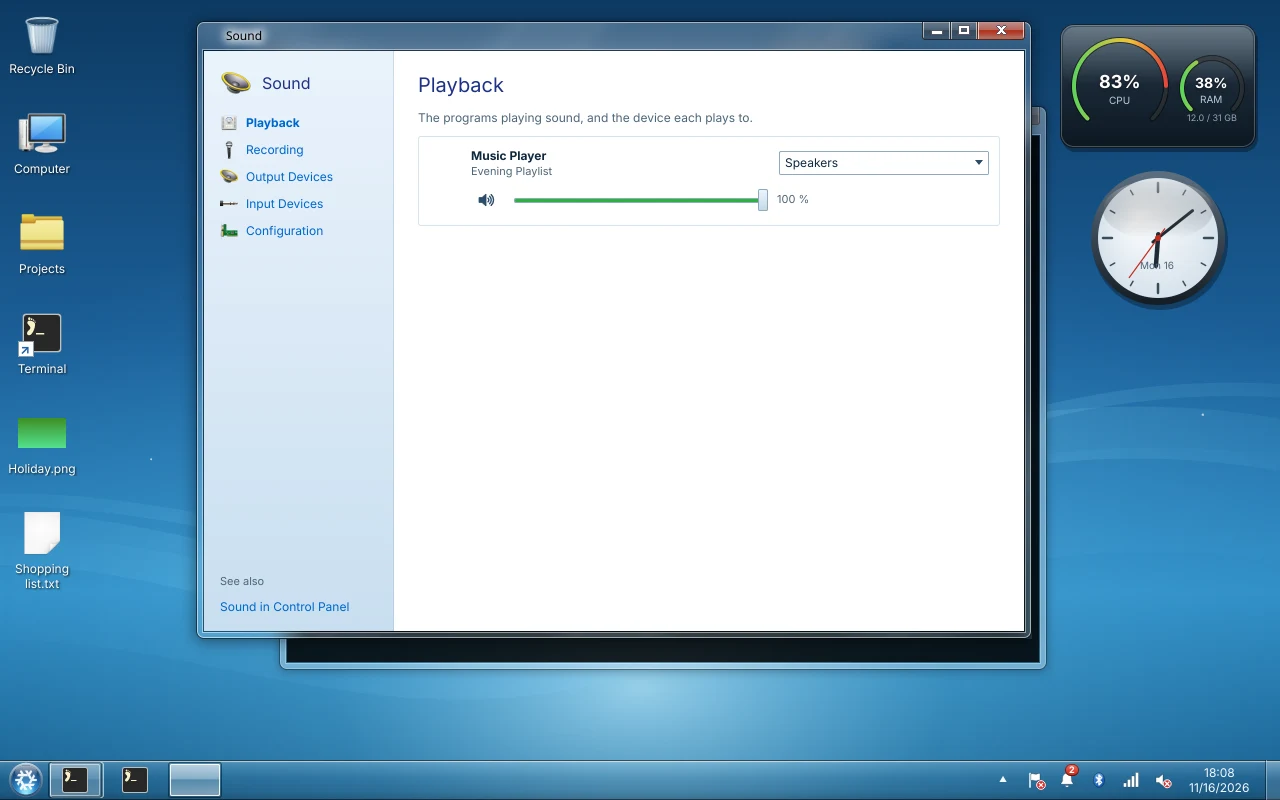 Recycle Bin
Computer
Projects
Terminal
Holiday.png
Shopping
list.txt
Sound
Sound
Playback
Recording
Output Devices
Input Devices
Configuration
See also
Sound in Control Panel
Playback
The programs playing sound, and the device each plays to.
Music Player
Evening Playlist
Speakers
100 %
83%
CPU
38%
RAM
12.0 / 31 GB
Mon 16
2
18:08
11/16/2026